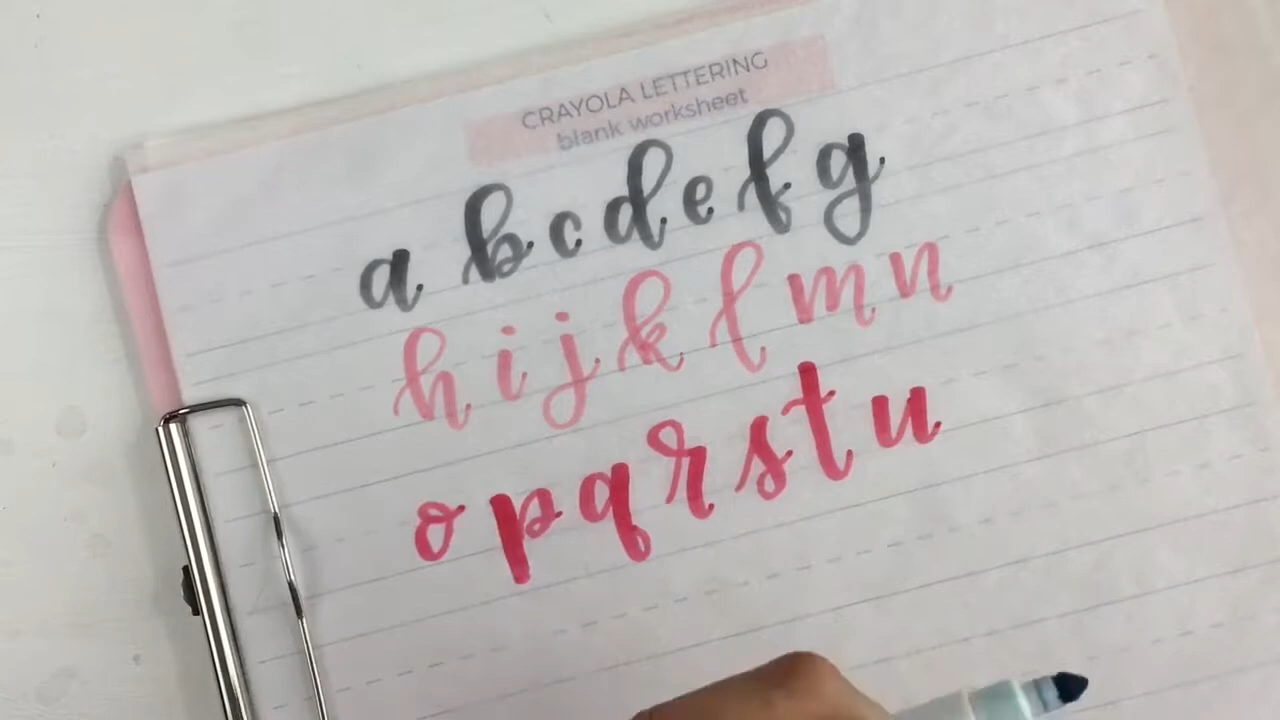 CRAYOLA LETTERING
blank worksheet
a b c d e f g
h i j k l m n
o p q r s t u